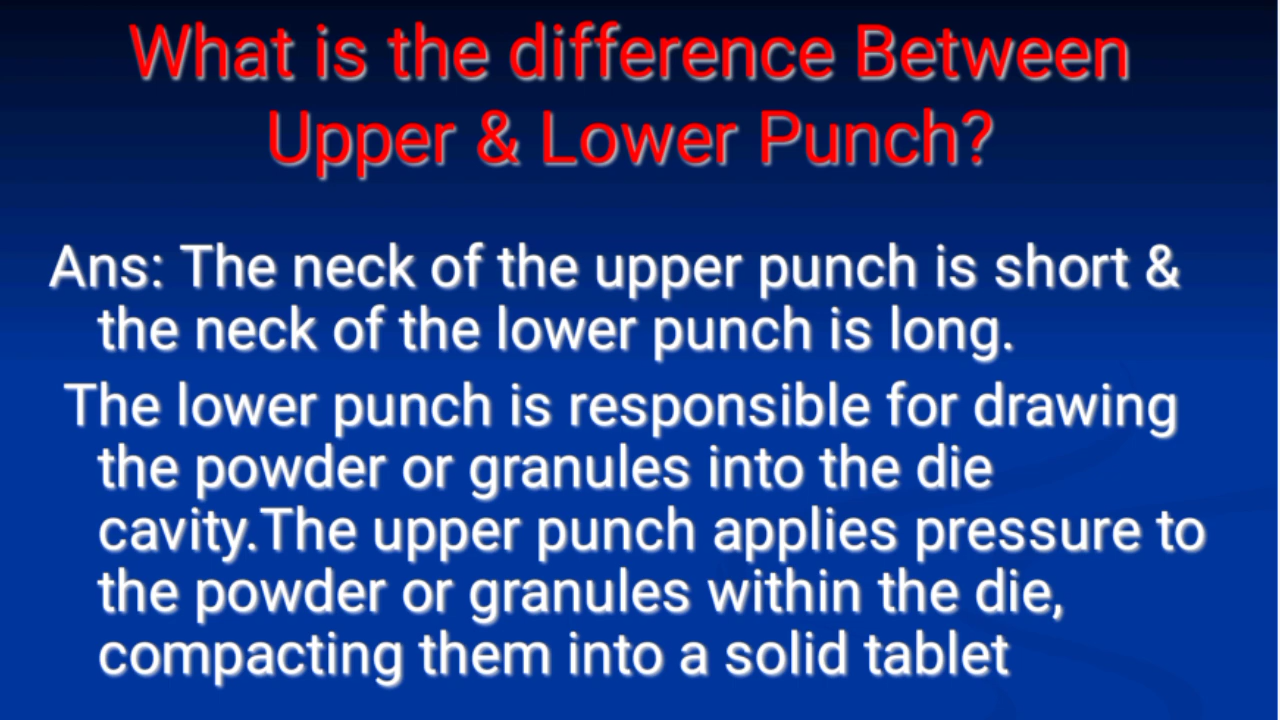 What is the difference Between
Upper & Lower Punch?
Ans: The neck of the upper punch is short &
the neck of the lower punch is long.
The lower punch is responsible for drawing
the powder or granules into the die
cavity.The upper punch applies pressure to
the powder or granules within the die,
compacting them into a solid tablet